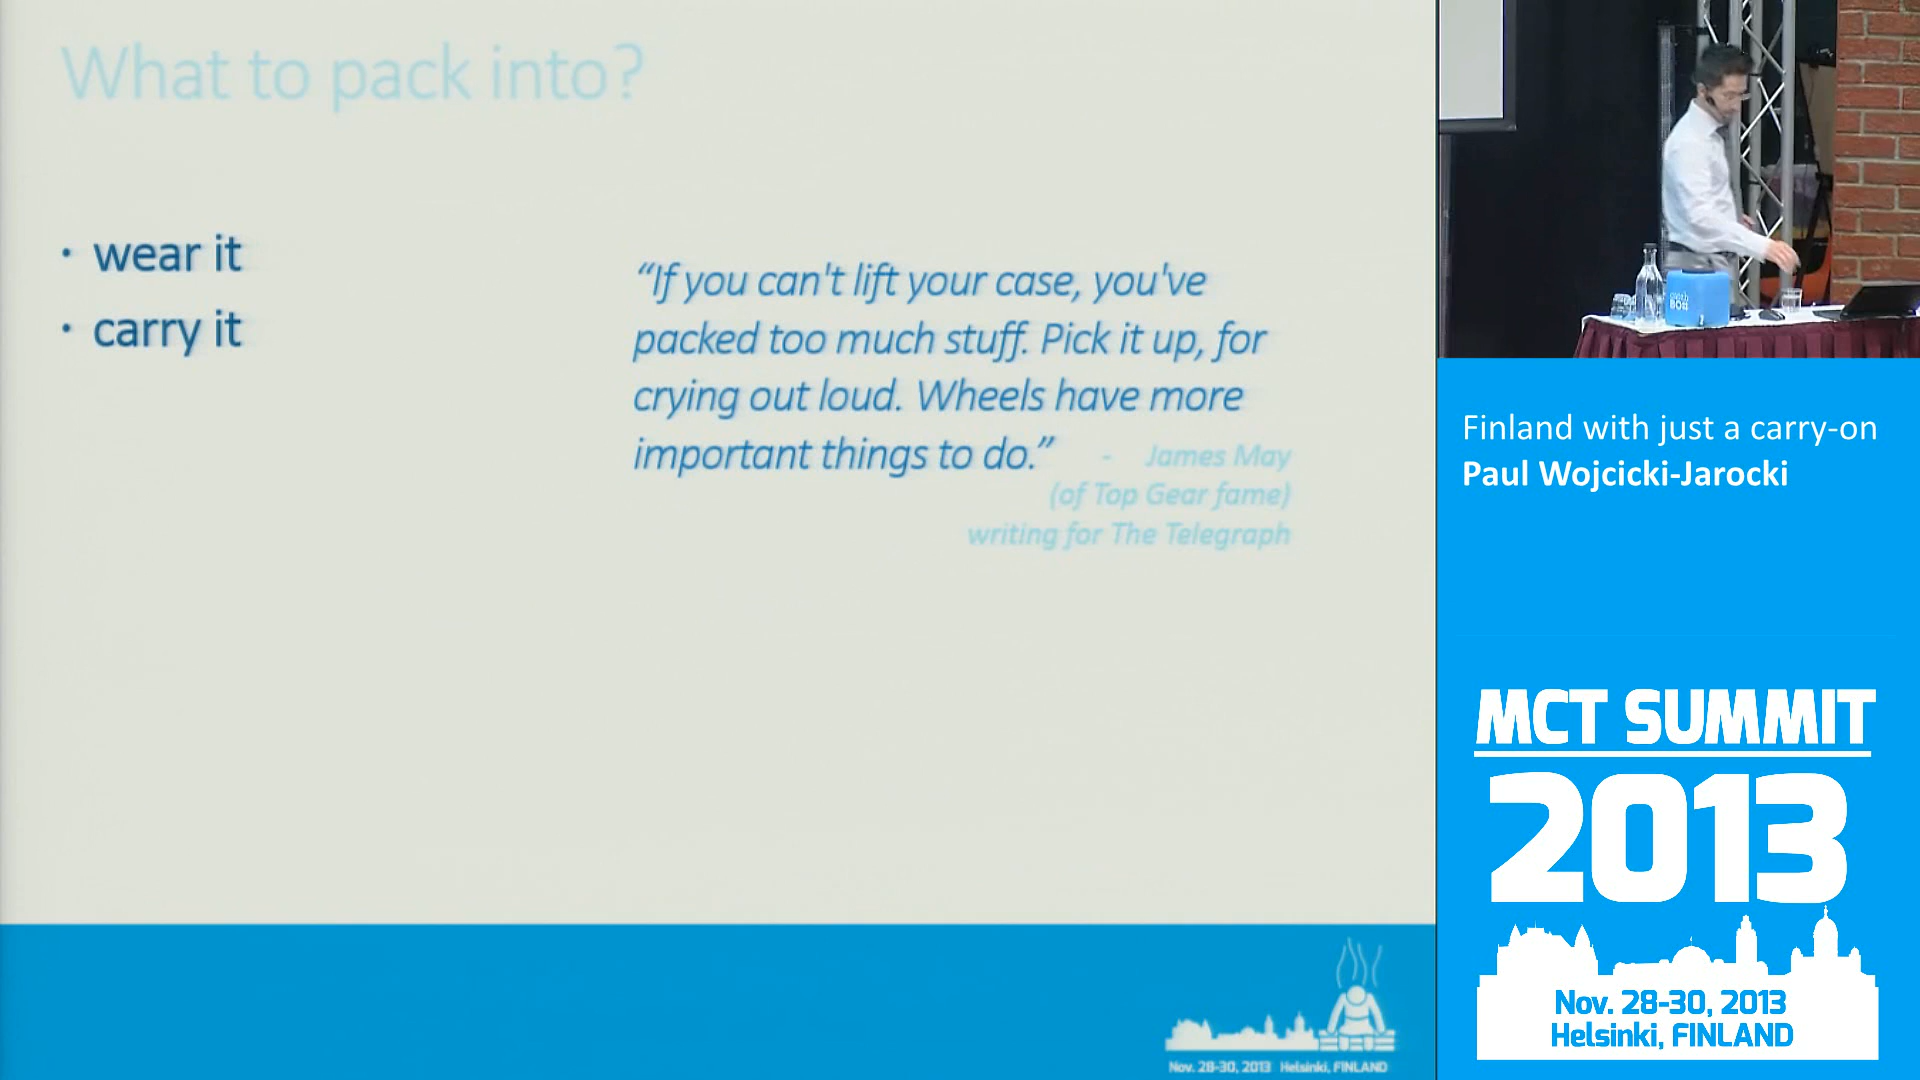 What to pack into?
• wear it
• carry it
“If you can't lift your case, you've
packed too much stuff. Pick it up, for
crying out loud. Wheels have more
important things to do.”
- James May
(of Top Gear fame)
writing for The Telegraph
Nov. 28-30, 2013 Helsinki, FINLAND
Finland with just a carry-on
Paul Wojcicki-Jarocki
MCT SUMMIT
2013
Nov. 28-30, 2013
Helsinki, FINLAND